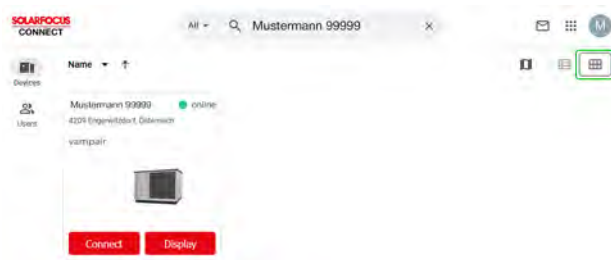 SOLARFOCUS
CONNECT
All
Mustermann 99999
M
Name
Devices
Users
Mustermann 99999
online
4209 Engerwitzdorf, Österreich
vampair
Connect
Display